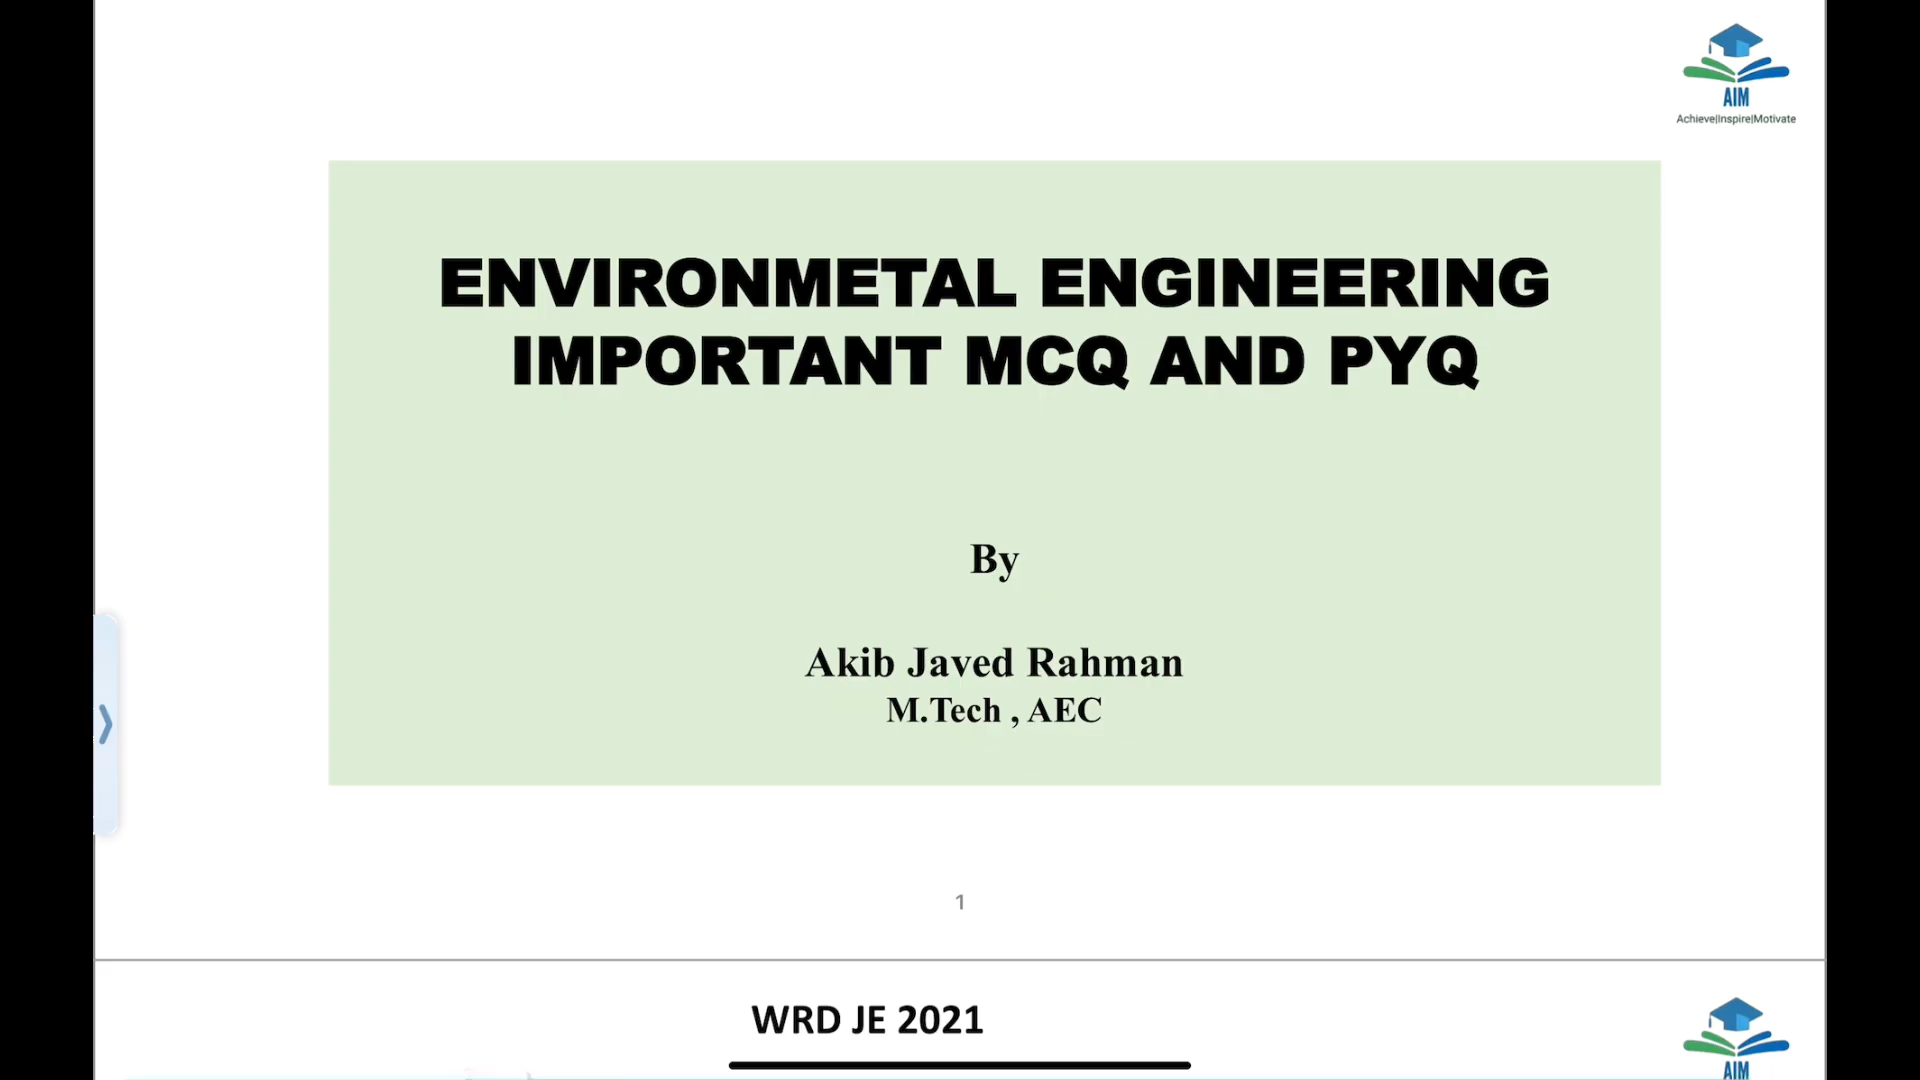 AIM
Achieve|Inspire|Motivate
ENVIRONMETAL ENGINEERING
IMPORTANT MCQ AND PYQ
By
Akib Javed Rahman
M.Tech , AEC
1
WRD JE 2021
AIM